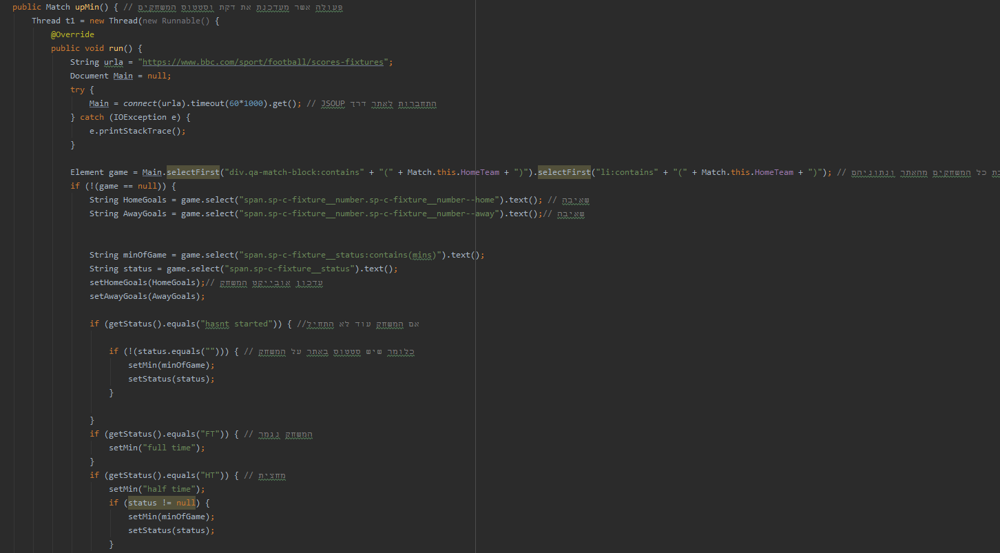 public Match upMin() { // פעולה אשר מעדכנת את דקת וסטטוס המשחקים
Thread t1 = new Thread(new Runnable() {
@Override
public void run() {
String urla = "https://www.bbc.com/sport/football/scores-fixtures";
Document Main = null;
try {
Main = connect(urla).timeout(60*1000).get(); // התחברות לאתר דרך JSOUP
} catch (IOException e) {
e.printStackTrace();
}
Element game = Main.selectFirst("div.qa-match-block:contains" + "(" + Match.this.HomeTeam + ")").selectFirst("li:contains" + "(" + Match.this.HomeTeam + ")"); // כל המשחקים מהאתר ונתוניהם
if (!(game == null)) {
String HomeGoals = game.select("span.sp-c-fixture__number.sp-c-fixture__number--home").text(); // שאיבה
String AwayGoals = game.select("span.sp-c-fixture__number.sp-c-fixture__number--away").text();// שאיבה
String minOfGame = game.select("span.sp-c-fixture__status:contains(mins)").text();
String status = game.select("span.sp-c-fixture__status").text();
setHomeGoals(HomeGoals);// עדכון אובייקט המשחק
setAwayGoals(AwayGoals);
if (getStatus().equals("hasnt started")) { //אם המשחק עוד לא התחיל
if (!(status.equals(""))) { // כלומר שיש סטטוס באתר על המשחק
setMin(minOfGame);
setStatus(status);
}
}
if (getStatus().equals("FT")) { // המשחק נגמר
setMin("full time");
}
if (getStatus().equals("HT")) { // מחצית
setMin("half time");
if (status != null) {
setMin(minOfGame);
setStatus(status);
}